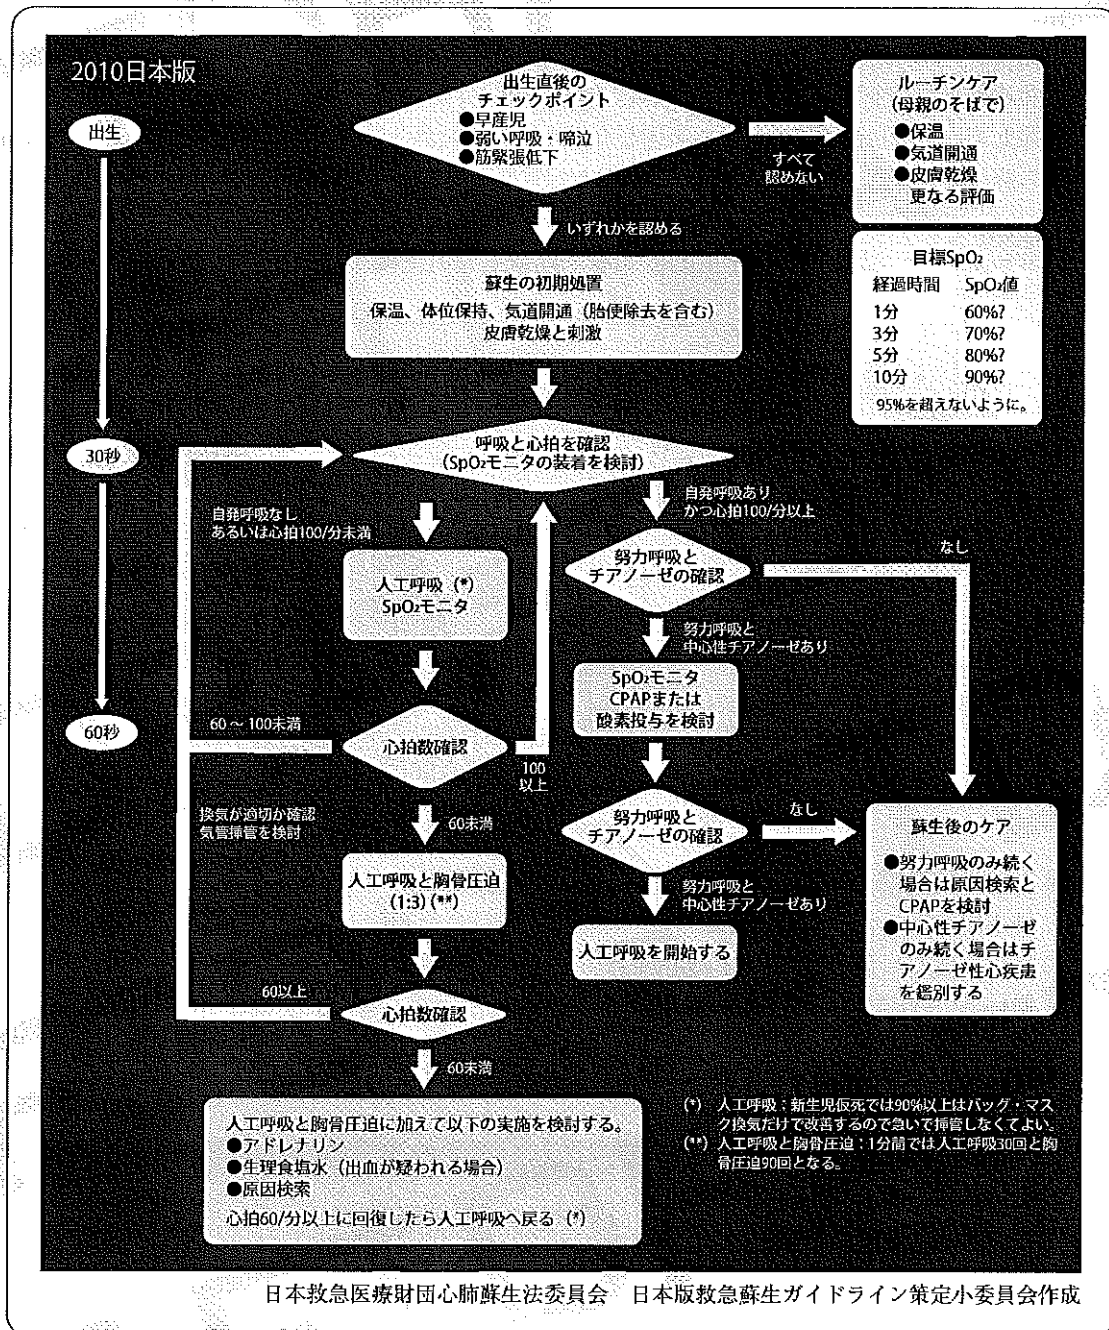 2010日本版
出生
30秒
60秒
出生直後の
チェックポイント
●早産児
●弱い呼吸・啼泣
●筋緊張低下
すべて
認めない
ルーチンケア
(母親のそばで)
●保温
●気道開通
●皮膚乾燥
更なる評価
いずれかを認める
目標SpO₂
経過時間 SpO₂値
1分 60%?
3分 70%?
5分 80%?
10分 90%?
95%を超えないように。
蘇生の初期処置
保温、体位保持、気道開通(胎便除去を含む)
皮膚乾燥と刺激
呼吸と心拍を確認
(SpO₂モニタの装着を検討)
自発呼吸なし
あるいは心拍100/分未満
自発呼吸あり
かつ心拍100/分以上
人工呼吸(*)
SpO₂モニタ
努力呼吸と
チアノーゼの確認
なし
努力呼吸と
中心性チアノーゼあり
SpO₂モニタ
CPAPまたは
酸素投与を検討
60~100未満
心拍数確認
100
以上
換気が適切か確認
気管挿管を検討
60未満
努力呼吸と
チアノーゼの確認
なし
蘇生後のケア
●努力呼吸のみ続く
場合は原因検索と
CPAPを検討
●中心性チアノーゼ
のみ続く場合はチ
アノーゼ性心疾患
を鑑別する
人工呼吸と胸骨圧迫
(1:3)(**)
努力呼吸と
中心性チアノーゼあり
人工呼吸を開始する
60以上
心拍数確認
60未満
人工呼吸と胸骨圧迫に加えて以下の実施を検討する。
●アドレナリン
●生理食塩水(出血が疑われる場合)
●原因検索
心拍60/分以上に回復したら人工呼吸へ戻る(*)
(*) 人工呼吸:新生児仮死では90%以上はバッグ・マス
ク換気だけで改善するので急いで挿管しなくてよい。
(**) 人工呼吸と胸骨圧迫:1分間では人工呼吸30回と胸
骨圧迫90回となる。
日本救急医療財団心肺蘇生法委員会 日本版救急蘇生ガイドライン策定小委員会作成